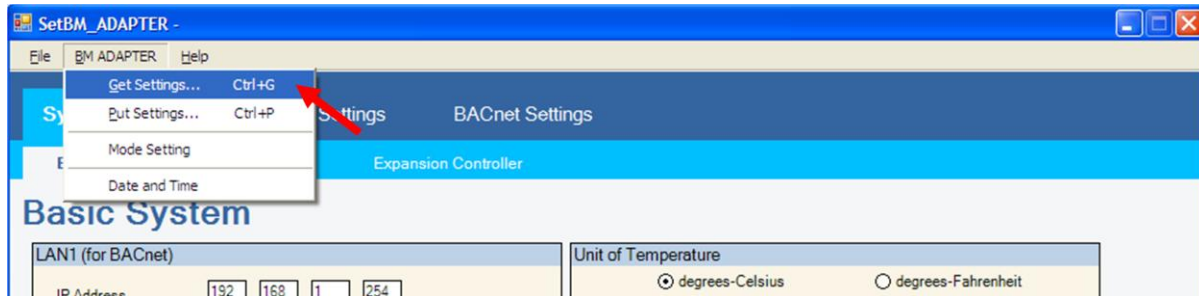 SetBM_ADAPTER -
File BM ADAPTER Help
Get Settings... Ctrl+G
Put Settings... Ctrl+P
Settings BACnet Settings
Mode Setting
Expansion Controller
Date and Time
Basic System
LAN1 (for BACnet) Unit of Temperature
IP Address 192 168 1 254 degrees-Celsius degrees-Fahrenheit